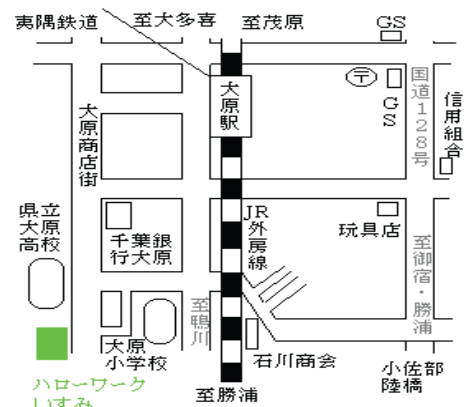 夷隅鉄道
至犬多喜
至茂原
GS
〒
GS
国道128号
信用組合
大原駅
大原商店街
県立
大原
高校
千葉銀
行大原
JR外房線
玩具店
至御宿・勝浦
至鴨川
大原
小学校
石川商会
小佐部
陸橋
ハローワーク
いすみ
至勝浦